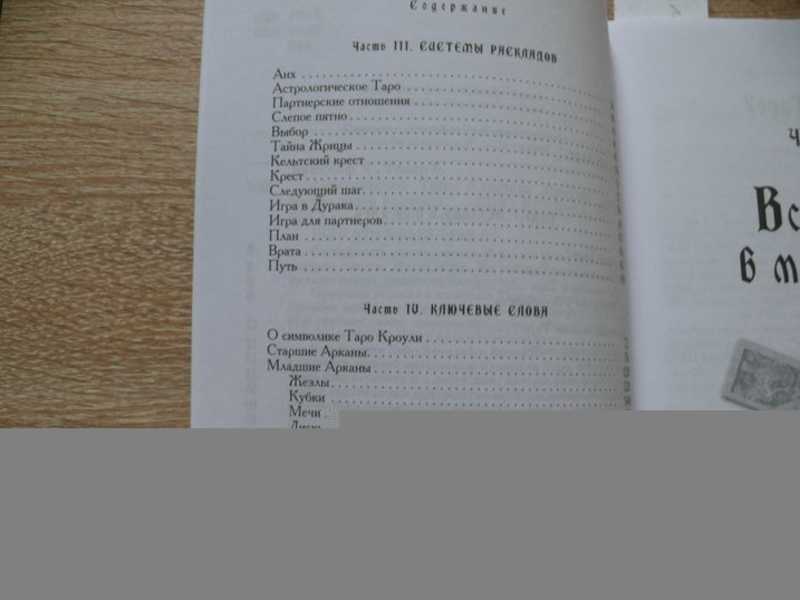 Содержание
Часть III. СИСТЕМЫ РАСКЛАДОВ
Анх
Астрологическое Таро
Партнерские отношения
Слепое пятно
Выбор
Тайна Жрицы
Кельтский крест
Крест
Следующий шаг
Игра в Дурака
Игра для партнеров
План
Врата
Путь
Часть IV. КЛЮЧЕВЫЕ СЛОВА
О символике Таро Кроули
Старшие Арканы
Младшие Арканы
Жезлы
Кубки
Мечи